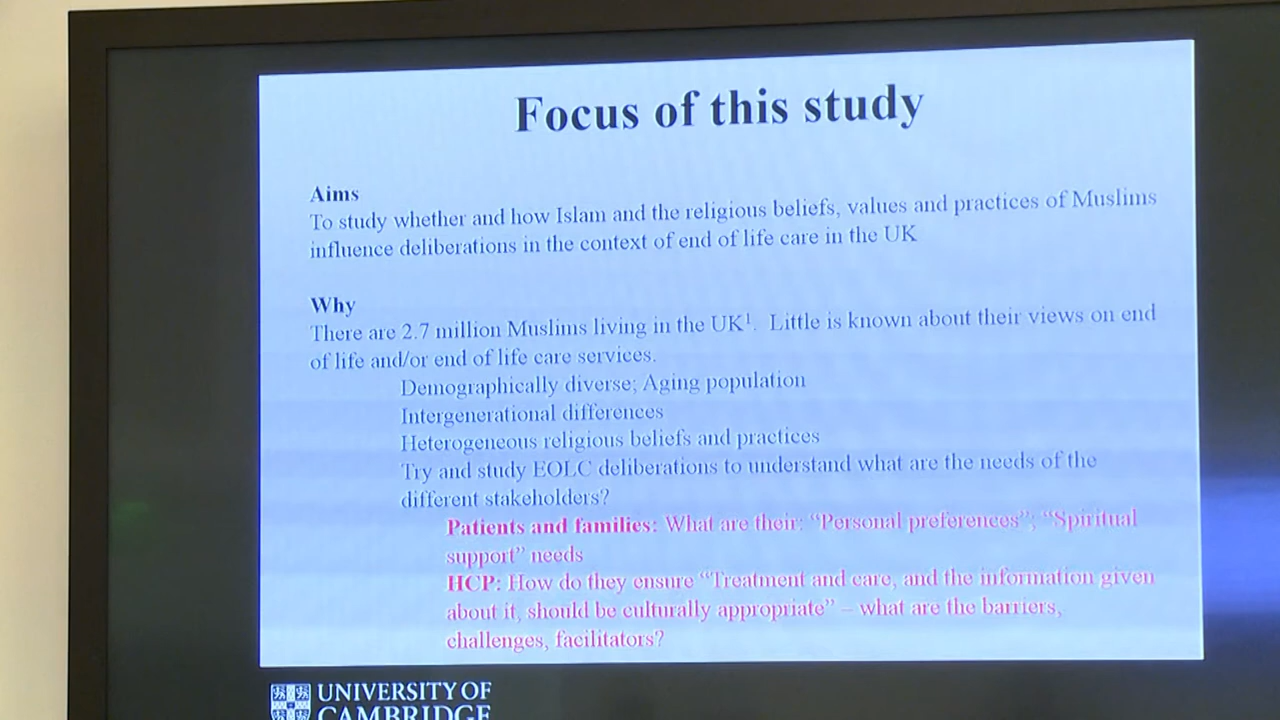 Focus of this study
Aims
To study whether and how Islam and the religious beliefs, values and practices of Muslims
influence deliberations in the context of end of life care in the UK
Why
There are 2.7 million Muslims living in the UK¹. Little is known about their views on end
of life and/or end of life care services.
Demographically diverse; Aging population
Intergenerational differences
Heterogeneous religious beliefs and practices
Try and study EOLC deliberations to understand what are the needs of the
different stakeholders?
Patients and families: What are their: “Personal preferences”; “Spiritual
support” needs
HCP: How do they ensure “Treatment and care, and the information given
about it, should be culturally appropriate” – what are the barriers,
challenges, facilitators?
UNIVERSITY OF
CAMBRIDGE